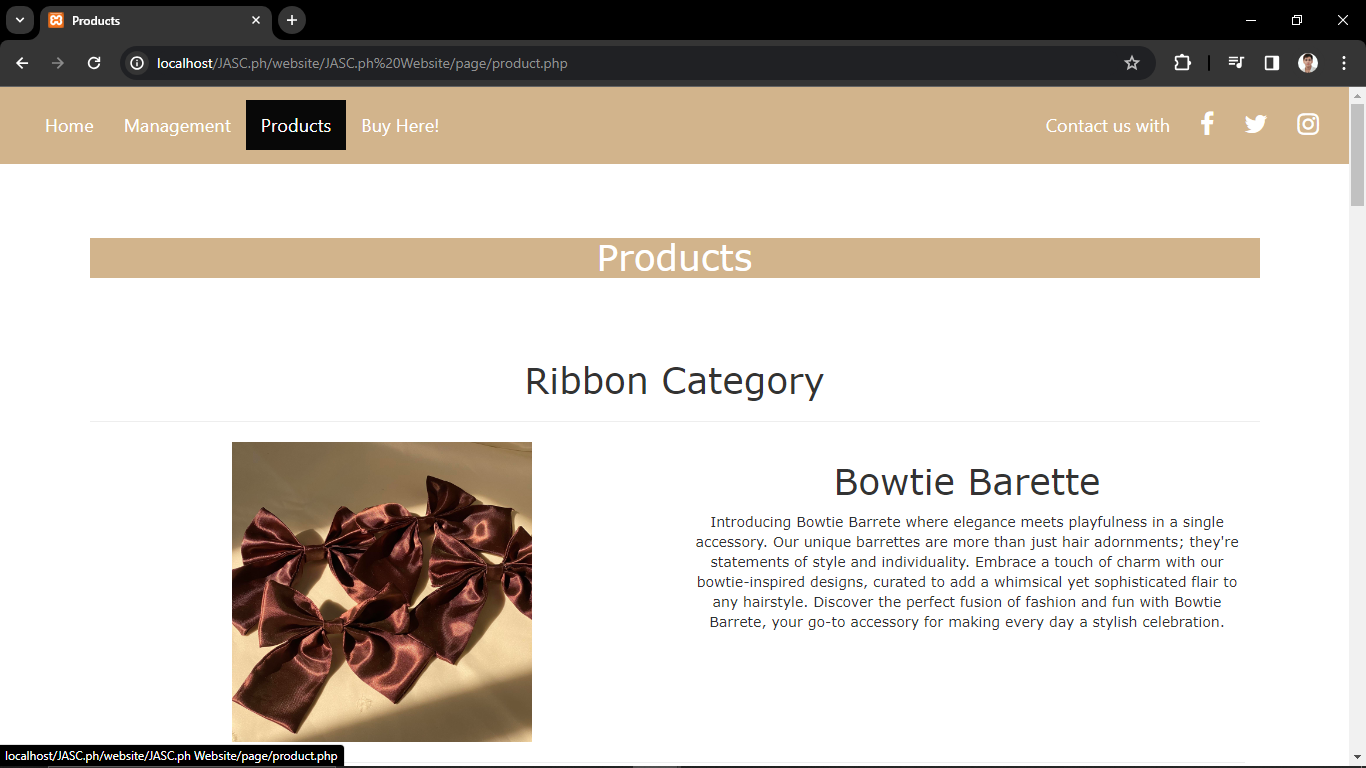 Products
localhost/JASC.ph/website/JASC.ph%20Website/page/product.php
Home Management Products Buy Here! Contact us with
Products
Ribbon Category
Bowtie Barette
Introducing Bowtie Barrete where elegance meets playfulness in a single
accessory. Our unique barrettes are more than just hair adornments; they're
statements of style and individuality. Embrace a touch of charm with our
bowtie-inspired designs, curated to add a whimsical yet sophisticated flair to
any hairstyle. Discover the perfect fusion of fashion and fun with Bowtie
Barrete, your go-to accessory for making every day a stylish celebration.
localhost/JASC.ph/website/JASC.ph Website/page/product.php